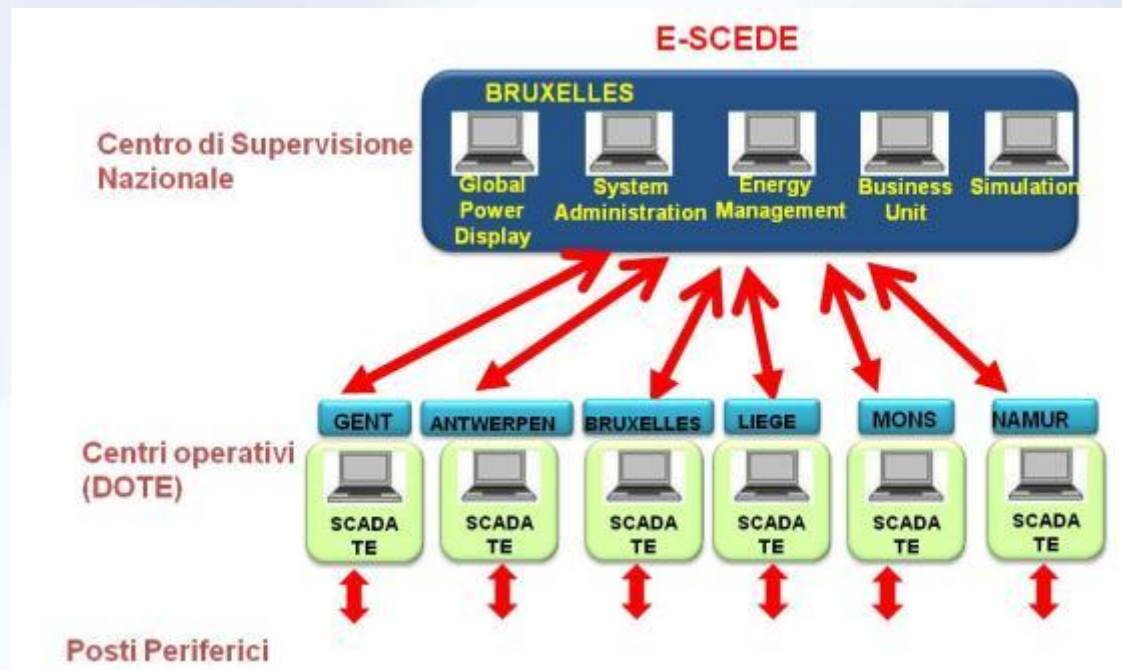 E-SCEDE
BRUXELLES
Centro di Supervisione
Nazionale
Global
Power
Display
System
Administration
Energy
Management
Business
Unit
Simulation
GENT
ANTWERPEN
BRUXELLES
LIEGE
MONS
NAMUR
Centri operativi
(DOTE)
SCADA
TE
SCADA
TE
SCADA
TE
SCADA
TE
SCADA
TE
SCADA
TE
Posti Periferici